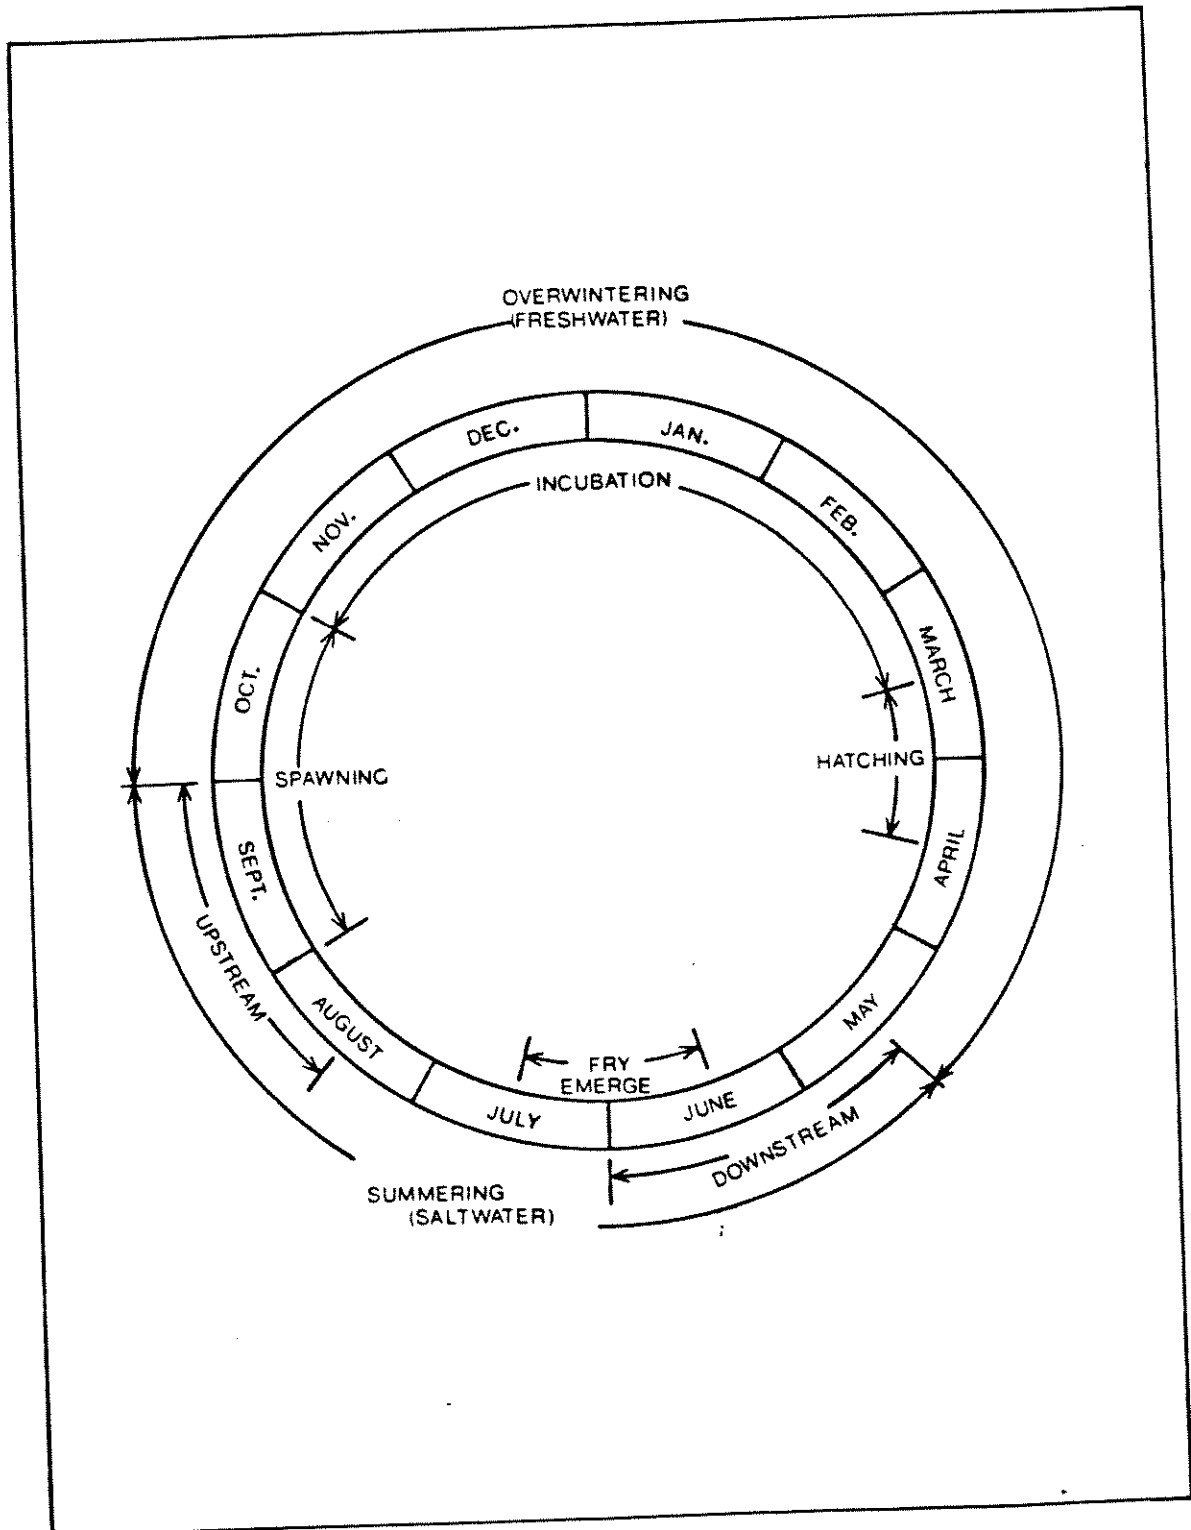 OVERWINTERING
(FRESHWATER)
DEC.
JAN.
INCUBATION
NOV.
FEB.
OCT.
MARCH
SPAWNING
HATCHING
SEPT.
APRIL
UPSTREAM
AUGUST
MAY
FRY
EMERGE
JULY
JUNE
DOWNSTREAM
SUMMERING
(SALTWATER)